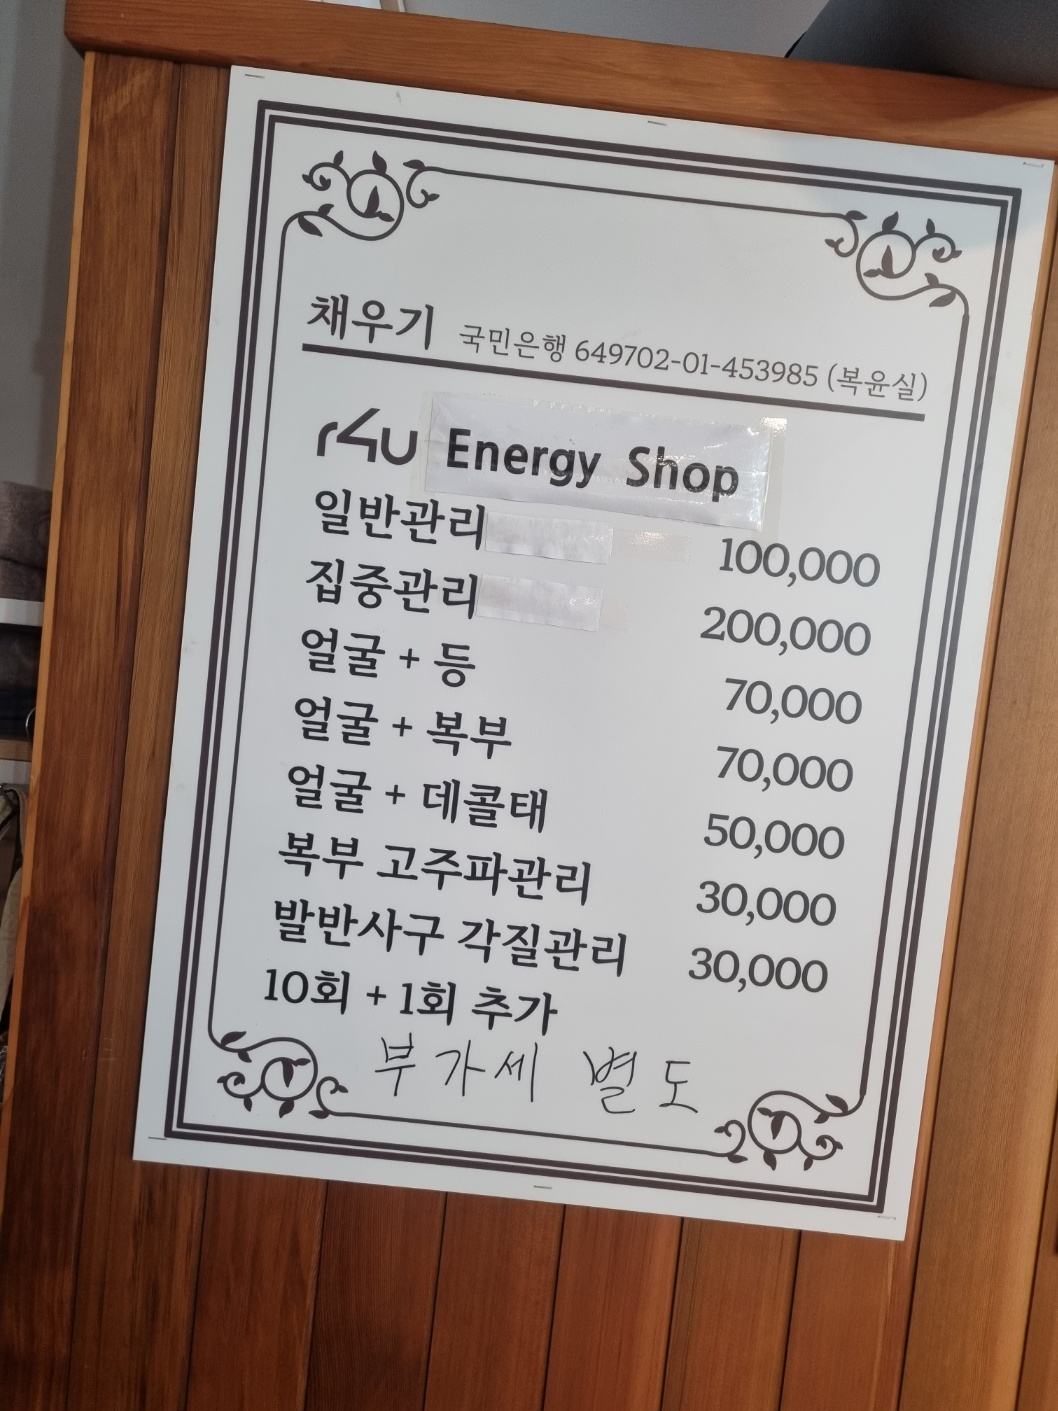 채우기 국민은행 649702-01-453985 (복윤실)
r4u Energy Shop
일반관리 100,000
집중관리 200,000
얼굴 + 등 70,000
얼굴 + 복부 70,000
얼굴 + 데콜태 50,000
복부 고주파관리 30,000
발반사구 각질관리 30,000
10회 + 1회 추가
부가세 별도